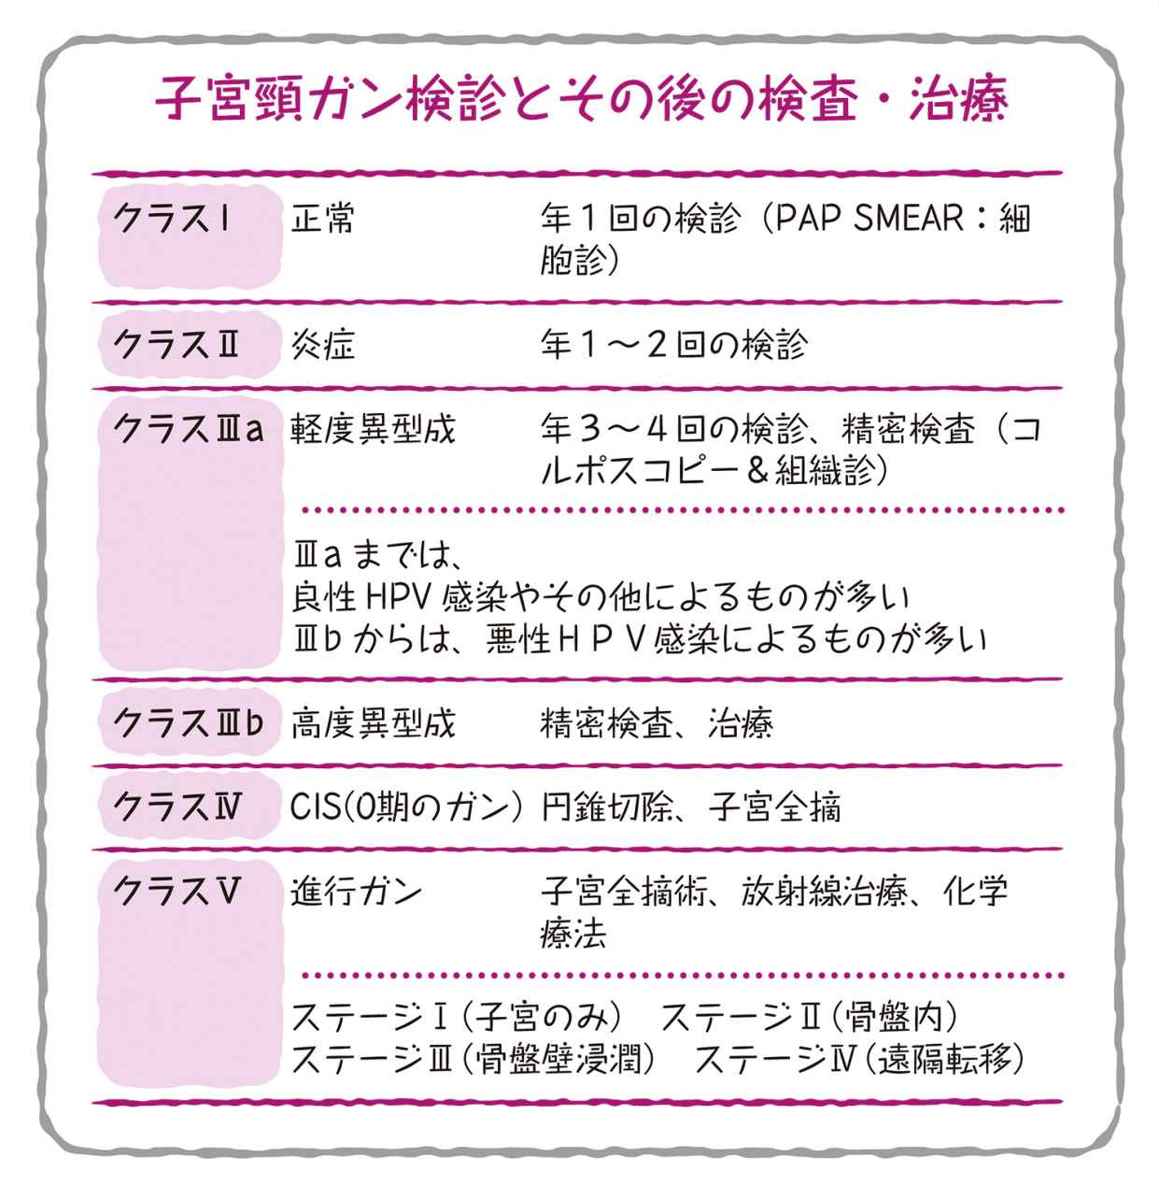 子宮頸ガン検診とその後の検査・治療
クラスⅠ 正常 年１回の検診（PAP SMEAR：細
胞診）
クラスⅡ 炎症 年１～２回の検診
クラスⅢa 軽度異型成 年３～４回の検診、精密検査（コ
ルポスコピー＆組織診）
Ⅲa までは、
良性 HPV 感染やその他によるものが多い
Ⅲb からは、悪性ＨＰＶ感染によるものが多い
クラスⅢb 高度異型成 精密検査、治療
クラスⅣ CIS(0期のガン) 円錐切除、子宮全摘
クラスⅤ 進行ガン 子宮全摘術、放射線治療、化学
療法
ステージⅠ(子宮のみ) ステージⅡ(骨盤内)
ステージⅢ(骨盤壁浸潤) ステージⅣ(遠隔転移)